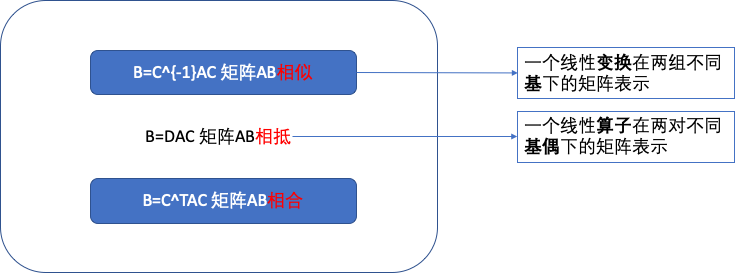 B=C^{-1}AC 矩阵AB相似
一个线性变换在两组不同
基下的矩阵表示
B=DAC 矩阵AB相抵
一个线性算子在两对不同
基偶下的矩阵表示
B=C^TAC 矩阵AB相合